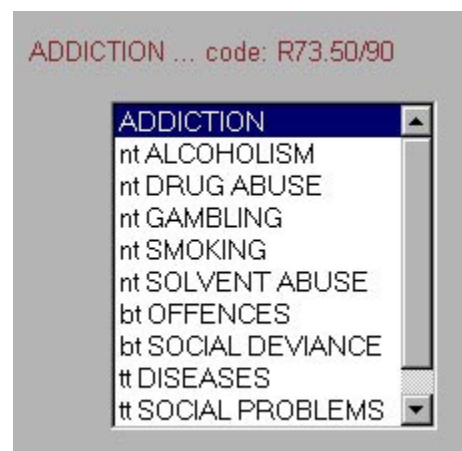 ADDICTION ... code: R73.50/90
ADDICTION
nt ALCOHOLISM
nt DRUG ABUSE
nt GAMBLING
nt SMOKING
nt SOLVENT ABUSE
bt OFFENCES
bt SOCIAL DEVIANCE
tt DISEASES
tt SOCIAL PROBLEMS